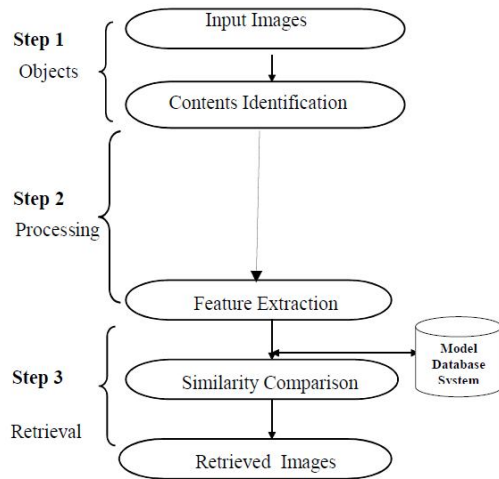 Input Images
Step 1
Objects
Contents Identification
Step 2
Processing
Feature Extraction
Model
Database
System
Step 3
Similarity Comparison
Retrieval
Retrieved Images